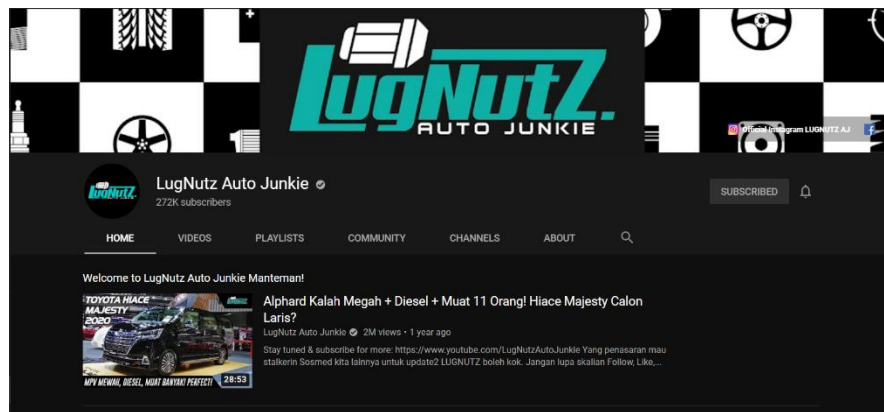 LugNutZ.
AUTO JUNKIE
Official Instagram LUGNUTZ AJ
LugNutZ.
LugNutz Auto Junkie
272K subscribers
SUBSCRIBED
HOME VIDEOS PLAYLISTS COMMUNITY CHANNELS ABOUT
Welcome to LugNutz Auto Junkie Manteman!
TOYOTA HIACE
MAJESTY
2020
MPV MEWAH, DIESEL, MUAT BANYAK! PERFECT!
28:53
Alphard Kalah Megah + Diesel + Muat 11 Orang! Hiace Majesty Calon
Laris?
LugNutz Auto Junkie 2M views • 1 year ago
Stay tuned & subscribe for more: https://www.youtube.com/LugNutzAutoJunkie Yang penasaran mau
stalkerin Sosmed kita lainnya untuk update2 LUGNUTZ boleh kok. Jangan lupa skalian Follow, Like,...